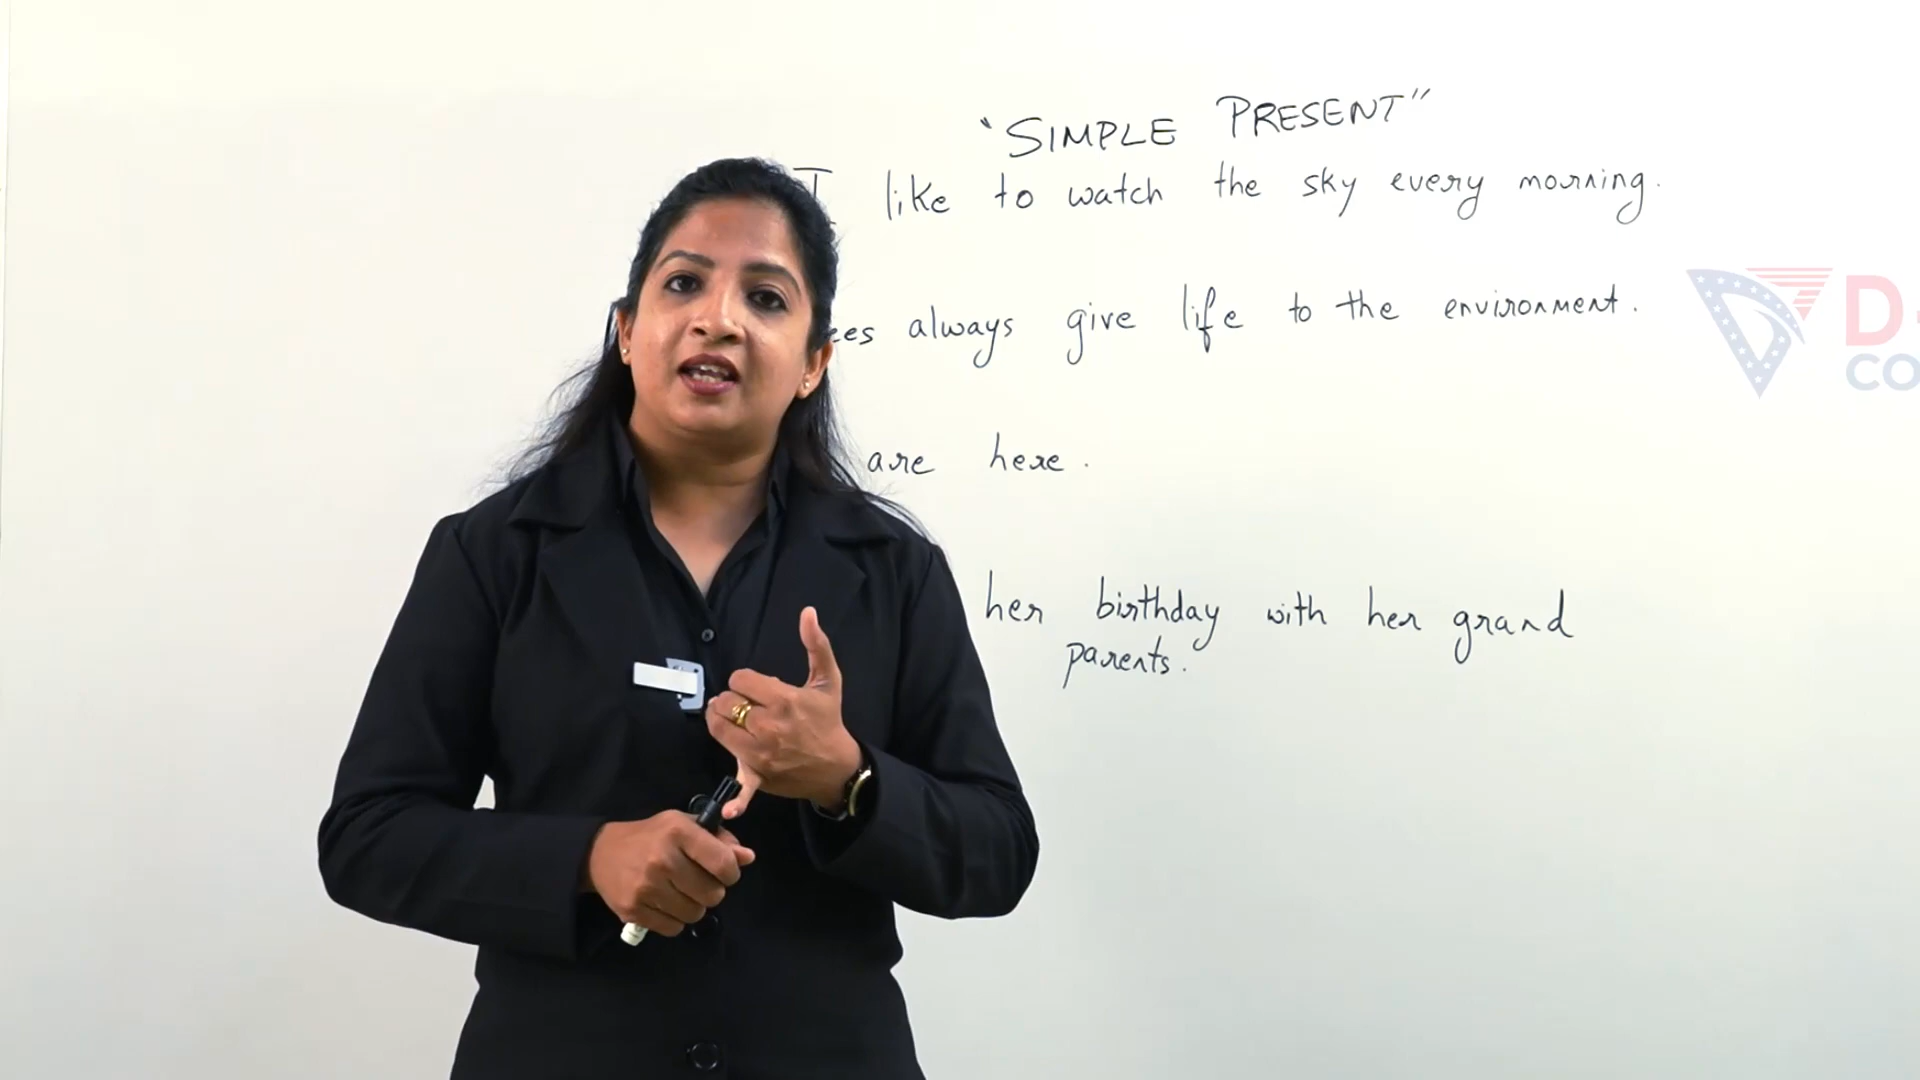 "SIMPLE PRESENT"
I like to watch the sky every morning.
always give life to the environment.
are here.
her birthday with her grand
parents.
D
CO